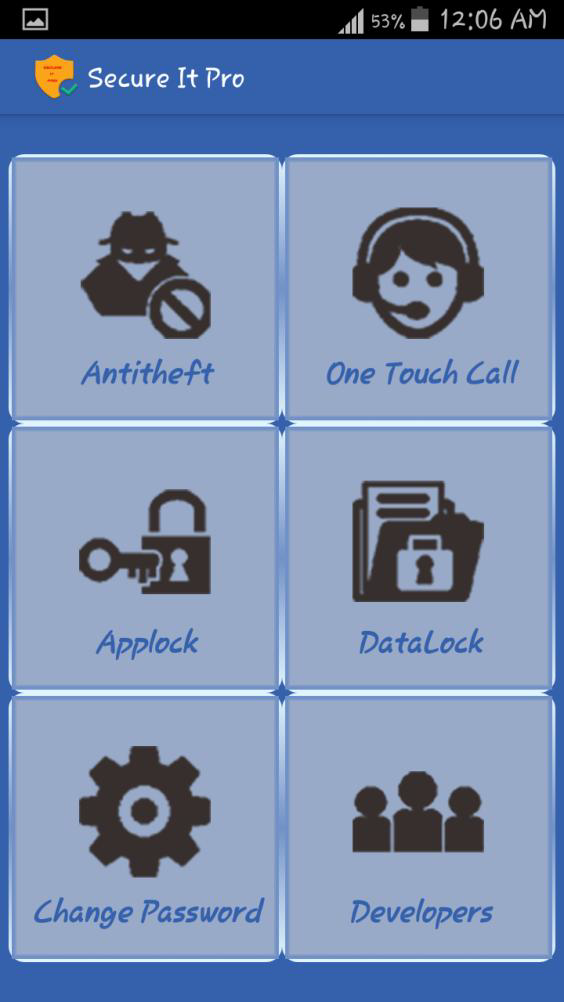 53% 12:06 AM
Secure It Pro
Antitheft One Touch Call
Applock DataLock
Change Password Developers